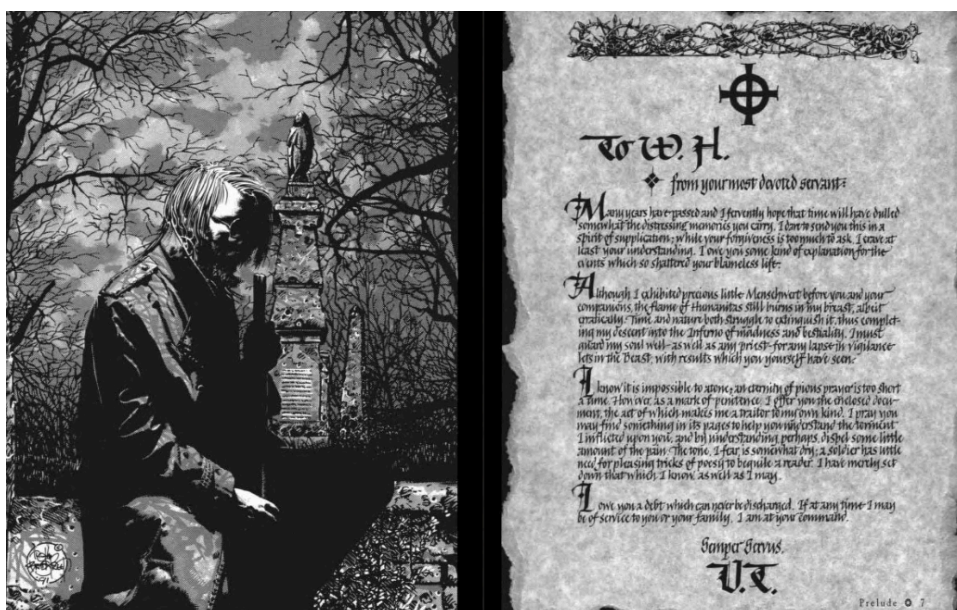 To W. H.
from your most devoted servant:
Many years have passed and I fervently hope that time will have dulled
somewhat the distressing memories you carry. I dare to send you this in a
spirit of supplication; while your forgiveness is too much to ask, I crave at
least your understanding. I owe you some kind of explanation for the
events which so shattered your blameless life.
Although I exhibited precious little Menschwert before you and your
companions, the flame of Humanitas still burns in my breast, albeit
erratically. Time and nature both struggle to extinguish it, thus complet-
ing my descent into the Inferno of madness and bestiality. I must
guard my soul well - as well as any priest - for any lapse in vigilance
lets in the Beast, with results which you yourself have seen.
I know it is impossible to atone; an eternity of pious prayer is too short
a time. However, as a mark of penitence, I offer you the enclosed docu-
ment, the act of which makes me a traitor to my own kind. I pray you
may find something in its pages to help you understand the torment
I inflicted upon you, and by understanding, perhaps, dispel some little
amount of the pain. The tone, I fear, is somewhat dry; a soldier has little
need for pleasing tricks of poesy to beguile a reader. I have merely set
down that which I know, as well as I may.
I owe you a debt which can never be discharged. If at any time I may
be of service to you or your family, I am at your command.
Semper Servus,
V.T.
Prelude 7